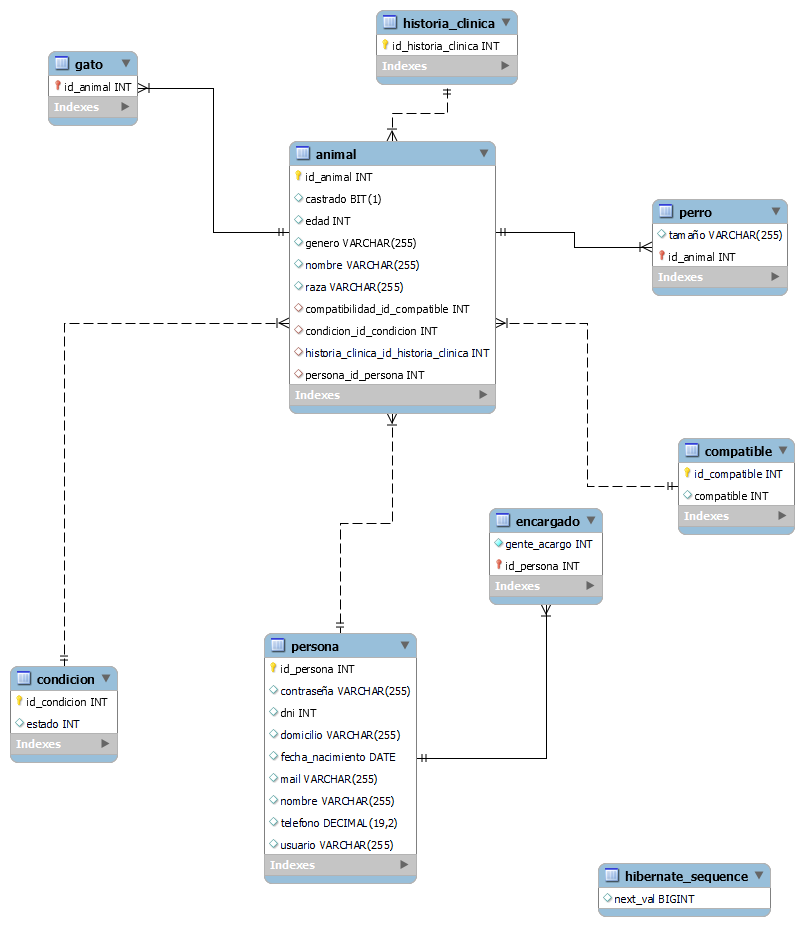 historia_clinica
id_historia_clinica INT
Indexes
gato
id_animal INT
Indexes
animal
id_animal INT
castrado BIT(1)
edad INT
genero VARCHAR(255)
nombre VARCHAR(255)
raza VARCHAR(255)
compatibilidad_id_compatible INT
condicion_id_condicion INT
historia_clinica_id_historia_clinica INT
persona_id_persona INT
Indexes
perro
tamaño VARCHAR(255)
id_animal INT
Indexes
compatible
id_compatible INT
compatible INT
Indexes
encargado
gente_acargo INT
id_persona INT
Indexes
persona
id_persona INT
contraseña VARCHAR(255)
dni INT
domicilio VARCHAR(255)
fecha_nacimiento DATE
mail VARCHAR(255)
nombre VARCHAR(255)
telefono DECIMAL(19,2)
usuario VARCHAR(255)
Indexes
condicion
id_condicion INT
estado INT
Indexes
hibernate_sequence
next_val BIGINT